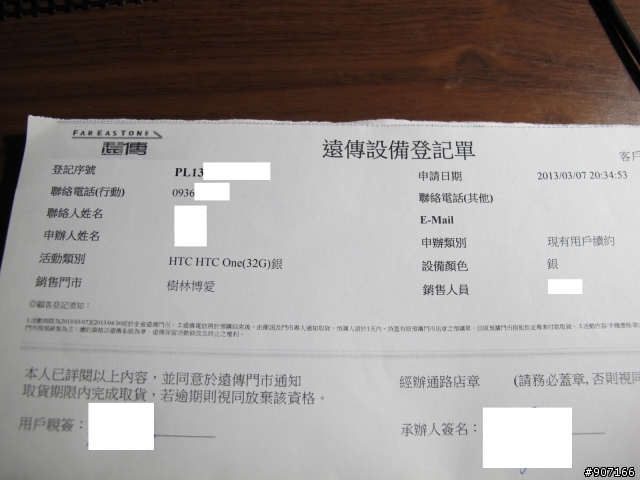 FAREASTONE
遠傳
遠傳設備登記單
客戶
登記序號 PL13
申請日期 2013/03/07 20:34:53
聯絡電話(行動) 0936
聯絡電話(其他)
聯絡人姓名
E-Mail
申辦人姓名
申辦類別 現有用戶續約
活動類別 HTC HTC One(32G)銀
設備顏色 銀
銷售門市 樹林博愛
銷售人員
◎顧客登記須知：
本人已詳閱以上內容，並同意於遠傳門市通知
取貨期限內完成取貨，若逾期則視同放棄該資格。
經辦通路店章 (請務必蓋章, 否則視同
用戶親簽：
承辦人簽名：
#907166